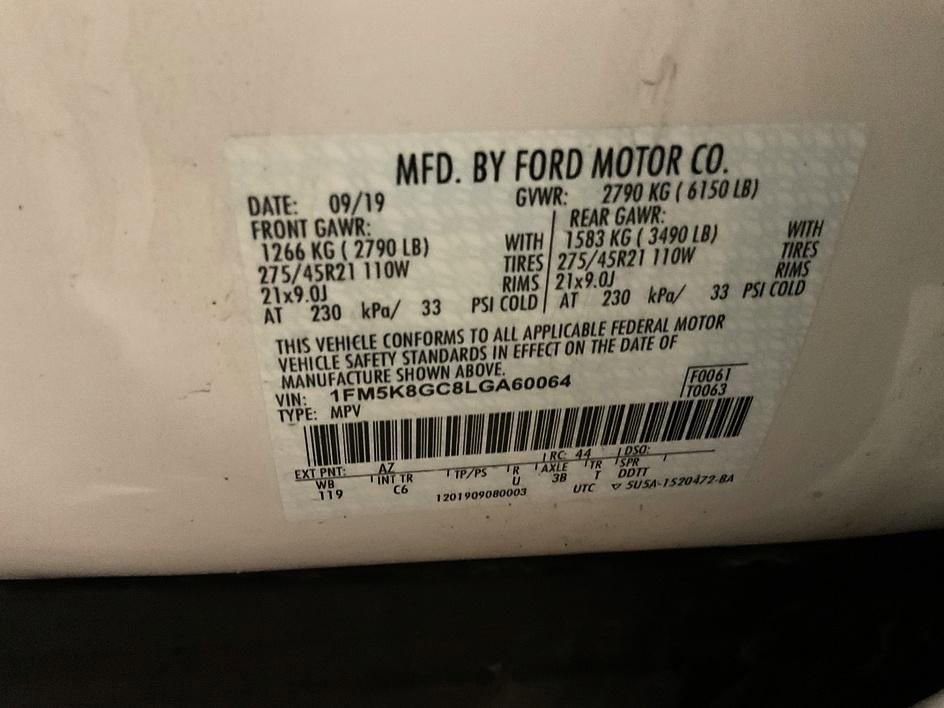 MFD. BY FORD MOTOR CO.
DATE: 09/19 GVWR: 2790 KG ( 6150 LB)
FRONT GAWR: REAR GAWR:
1266 KG ( 2790 LB) WITH 1583 KG ( 3490 LB) WITH
275/45R21 110W TIRES 275/45R21 110W TIRES
21x9.0J RIMS 21x9.0J RIMS
AT 230 kPa/ 33 PSI COLD AT 230 kPa/ 33 PSI COLD
THIS VEHICLE CONFORMS TO ALL APPLICABLE FEDERAL MOTOR
VEHICLE SAFETY STANDARDS IN EFFECT ON THE DATE OF
MANUFACTURE SHOWN ABOVE.
VIN: 1FM5K8GC8LGA60064 F0061
TYPE: MPV T0063
EXT PNT: AZ RC: 44 DSO:
WB INT TR TP/PS R AXLE TR SPR
119 C6 U 3B T DDTT
1201909080003 UTC ▽ 5U5A-1520472-BA